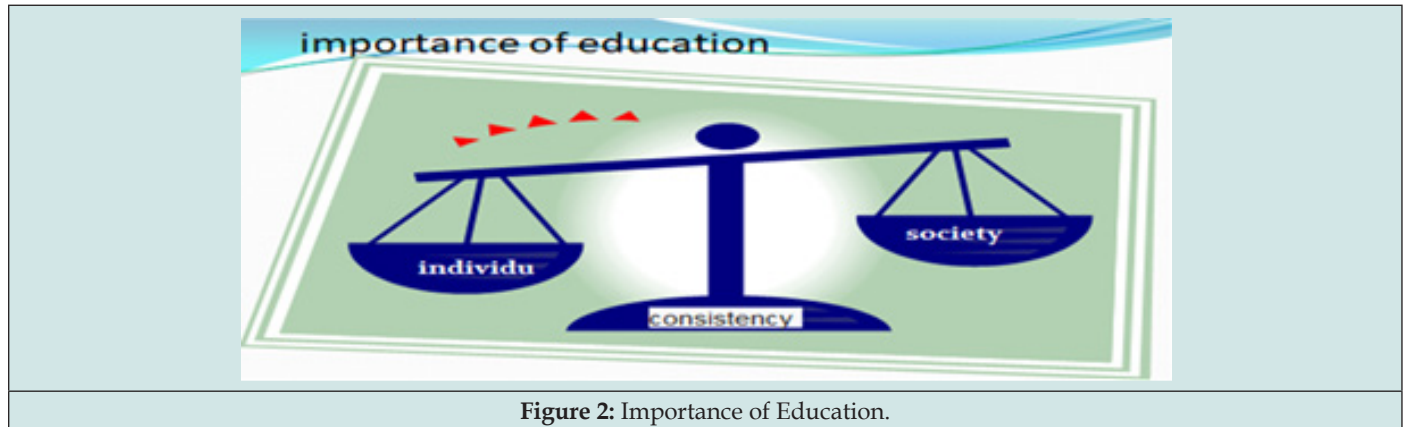 importance of education
individu
society
consistency
Figure 2: Importance of Education.